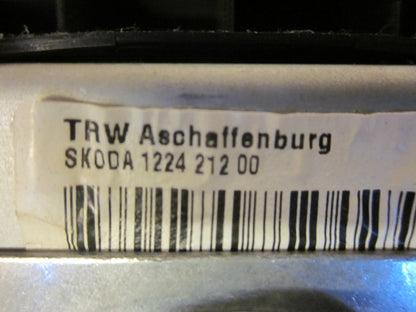 TRW Aschaffenburg
SKODA 1224 212 00